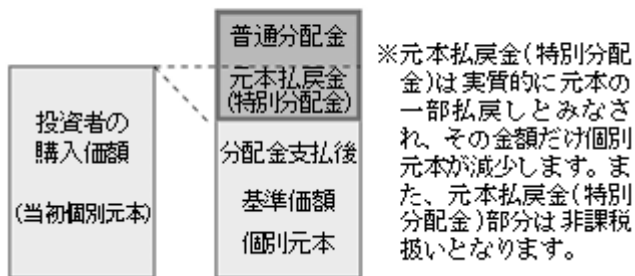 投資者の
購入価額
(当初個別元本)
普通分配金
元本払戻金
(特別分配金)
分配金支払後
基準価額
個別元本
※元本払戻金(特別分配
金)は実質的に元本の
一部払戻しとみなさ
れ、その金額だけ個別
元本が減少します。ま
た、元本払戻金(特別
分配金)部分は非課税
扱いとなります。